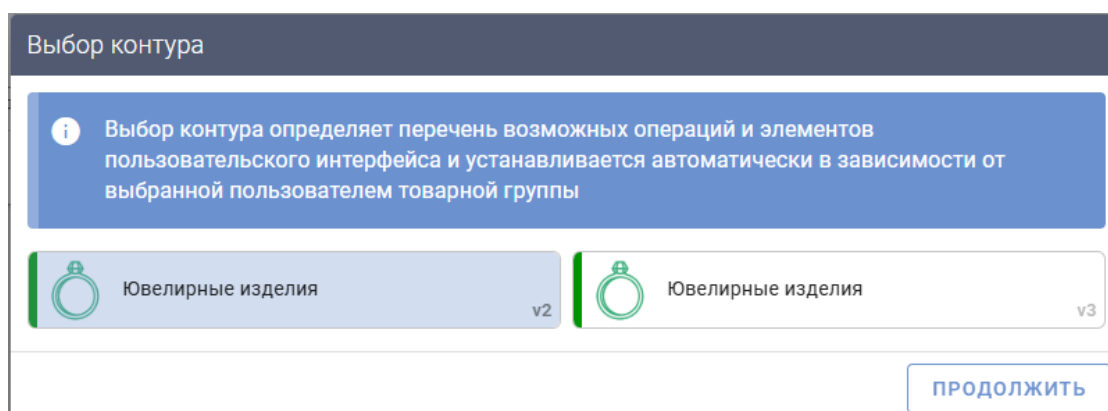 Выбор контура
Выбор контура определяет перечень возможных операций и элементов
пользовательского интерфейса и устанавливается автоматически в зависимости от
выбранной пользователем товарной группы
Ювелирные изделия
v2
Ювелирные изделия
v3
ПРОДОЛЖИТЬ